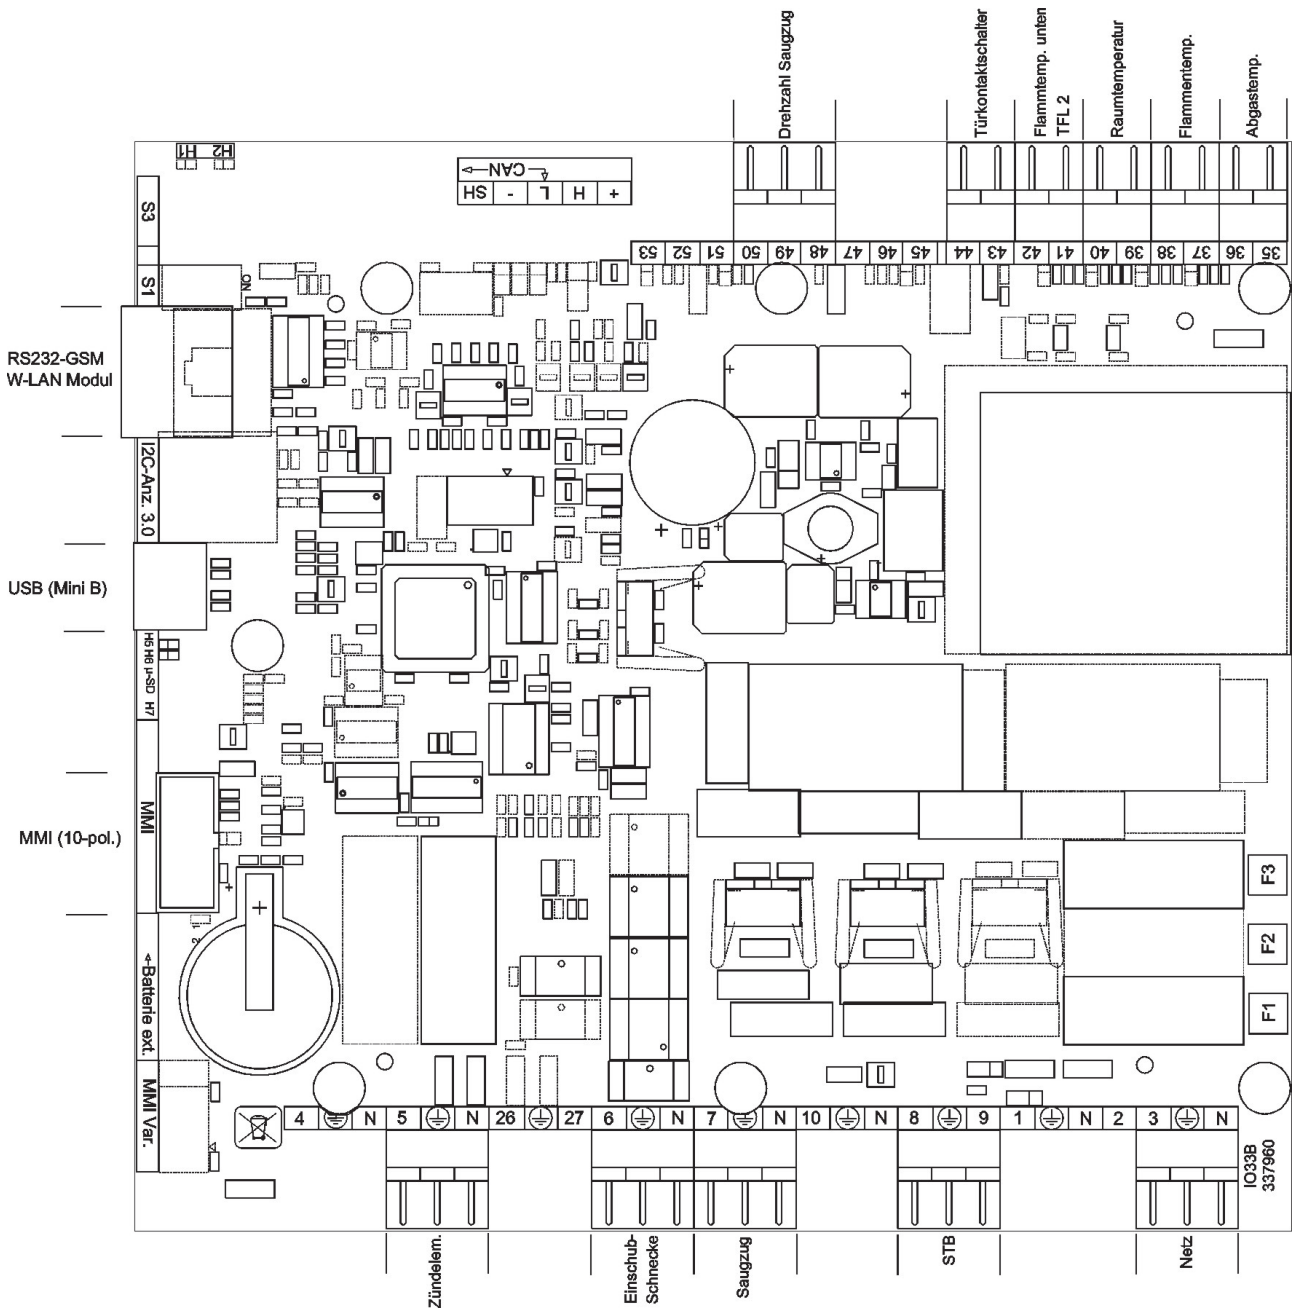 Drehzahl Saugzug
Türkontaktschalter
Flammtemp. unten
TFL 2
Raumtemperatur
Flammentemp.
Abgastemp.
H1
H2
CAN
SH
-
L
H
+
53
52
51
50
49
48
47
46
45
44
43
42
41
40
39
38
37
36
35
S3
S1
ON
RS232-GSM
W-LAN Modul
I2C-Anz. 3.0
USB (Mini B)
H5 H6 µ-SD H7
MMI
MMI (10-pol.)
2 1
Batterie ext.
MMI Var.
F3
F2
F1
4
N
5
N
26
27
6
N
7
N
10
N
8
9
1
N
2
3
N
IO33B
337960
Zündelem.
Einschub-
Schnecke
Saugzug
STB
Netz